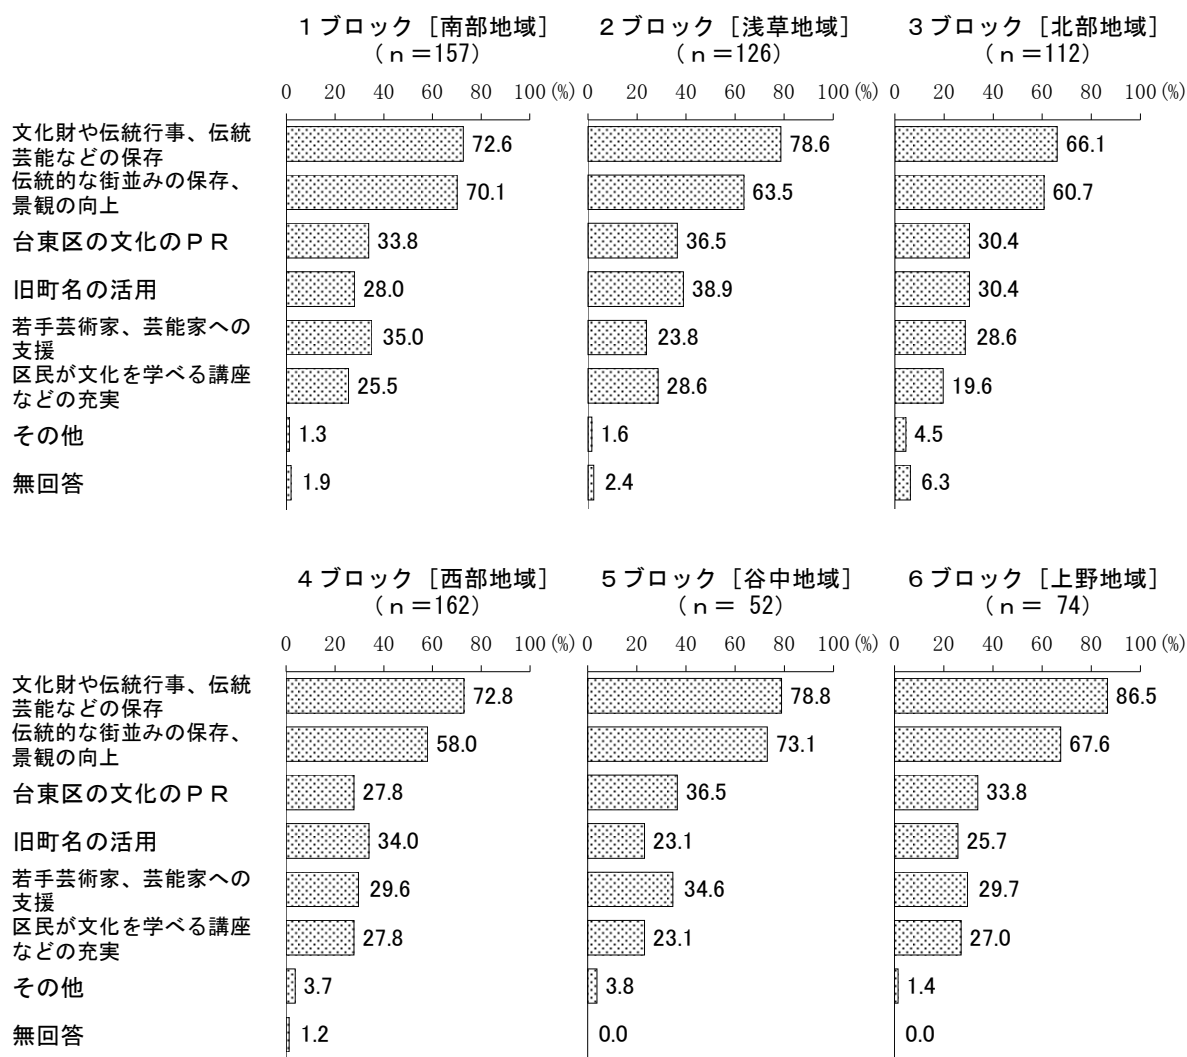 1ブロック［南部地域］ 2ブロック［浅草地域］ 3ブロック［北部地域］
（ｎ＝157） （ｎ＝126） （ｎ＝112）
0 20 40 60 80 100(%) 0 20 40 60 80 100(%) 0 20 40 60 80 100(%)
文化財や伝統行事、伝統
芸能などの保存 72.6 78.6 66.1
伝統的な街並みの保存、
景観の向上 70.1 63.5 60.7
台東区の文化のＰＲ 33.8 36.5 30.4
旧町名の活用 28.0 38.9 30.4
若手芸術家、芸能家への
支援 35.0 23.8 28.6
区民が文化を学べる講座
などの充実 25.5 28.6 19.6
その他 1.3 1.6 4.5
無回答 1.9 2.4 6.3
4ブロック［西部地域］ 5ブロック［谷中地域］ 6ブロック［上野地域］
（ｎ＝162） （ｎ＝ 52） （ｎ＝ 74）
0 20 40 60 80 100(%) 0 20 40 60 80 100(%) 0 20 40 60 80 100(%)
文化財や伝統行事、伝統
芸能などの保存 72.8 78.8 86.5
伝統的な街並みの保存、
景観の向上 58.0 73.1 67.6
台東区の文化のＰＲ 27.8 36.5 33.8
旧町名の活用 34.0 23.1 25.7
若手芸術家、芸能家への
支援 29.6 34.6 29.7
区民が文化を学べる講座
などの充実 27.8 23.1 27.0
その他 3.7 3.8 1.4
無回答 1.2 0.0 0.0